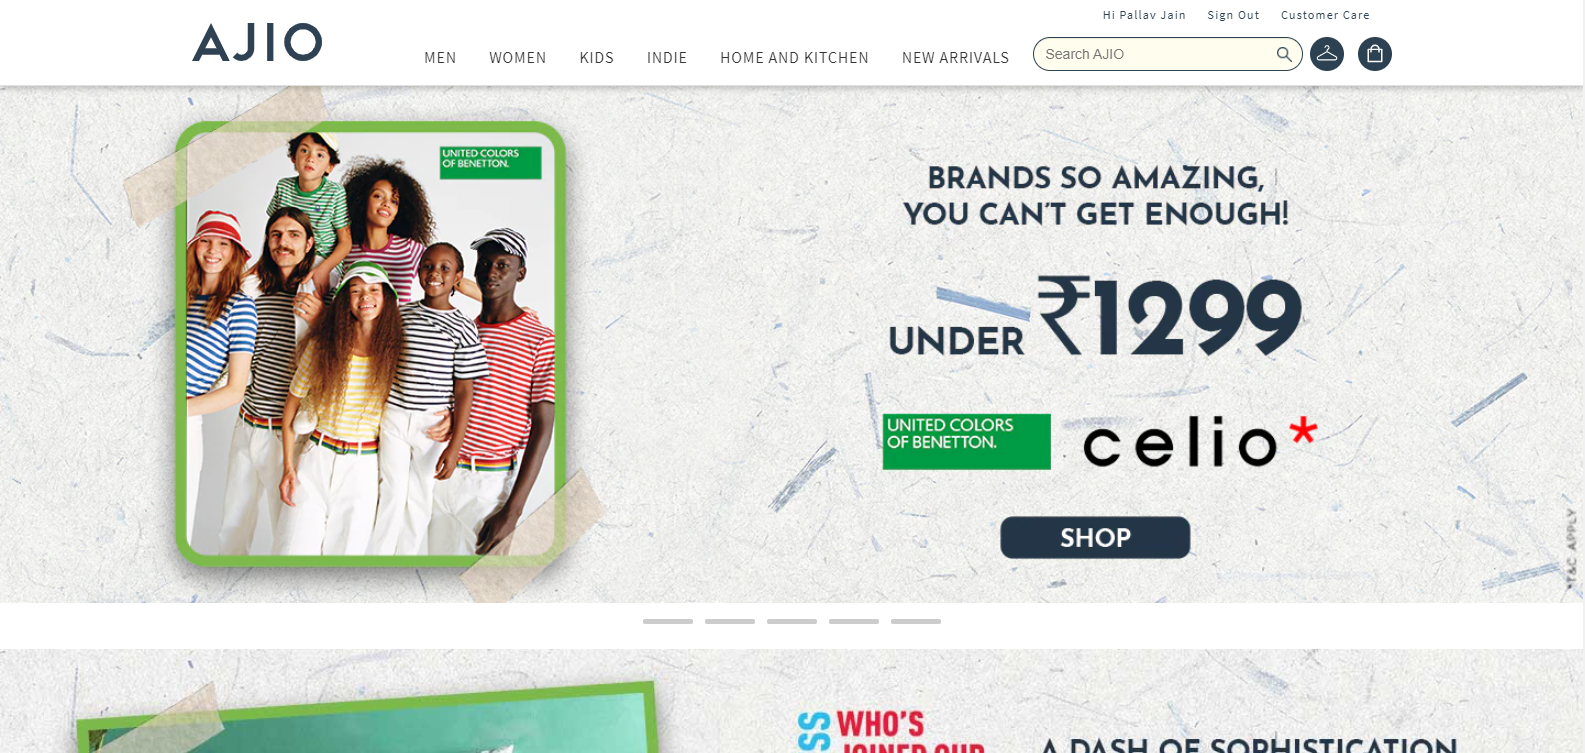 Hi Pallav Jain Sign Out Customer Care
AJIO
MEN WOMEN KIDS INDIE HOME AND KITCHEN NEW ARRIVALS
Search AJIO
UNITED COLORS
OF BENETTON.
BRANDS SO AMAZING,
YOU CAN'T GET ENOUGH!
UNDER ₹1299
UNITED COLORS
OF BENETTON.
celio*
SHOP
*T&C APPLY
WHO'S
JOINED OUR
A DASH OF SOPHISTICATION